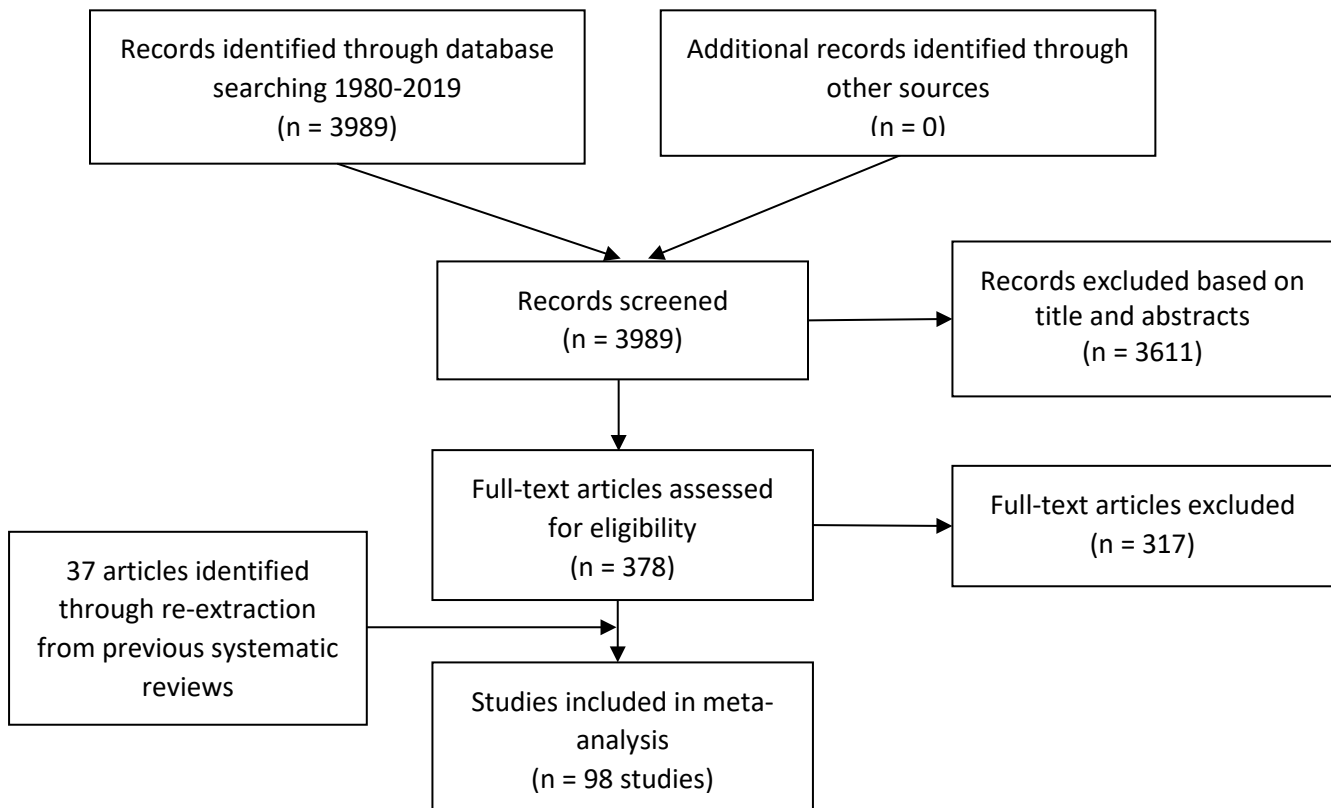 Records identified through database
searching 1980-2019
(n = 3989)
Additional records identified through
other sources
(n = 0)
Records screened
(n = 3989)
Records excluded based on
title and abstracts
(n = 3611)
Full-text articles assessed
for eligibility
(n = 378)
Full-text articles excluded
(n = 317)
37 articles identified
through re-extraction
from previous systematic
reviews
Studies included in meta-
analysis
(n = 98 studies)